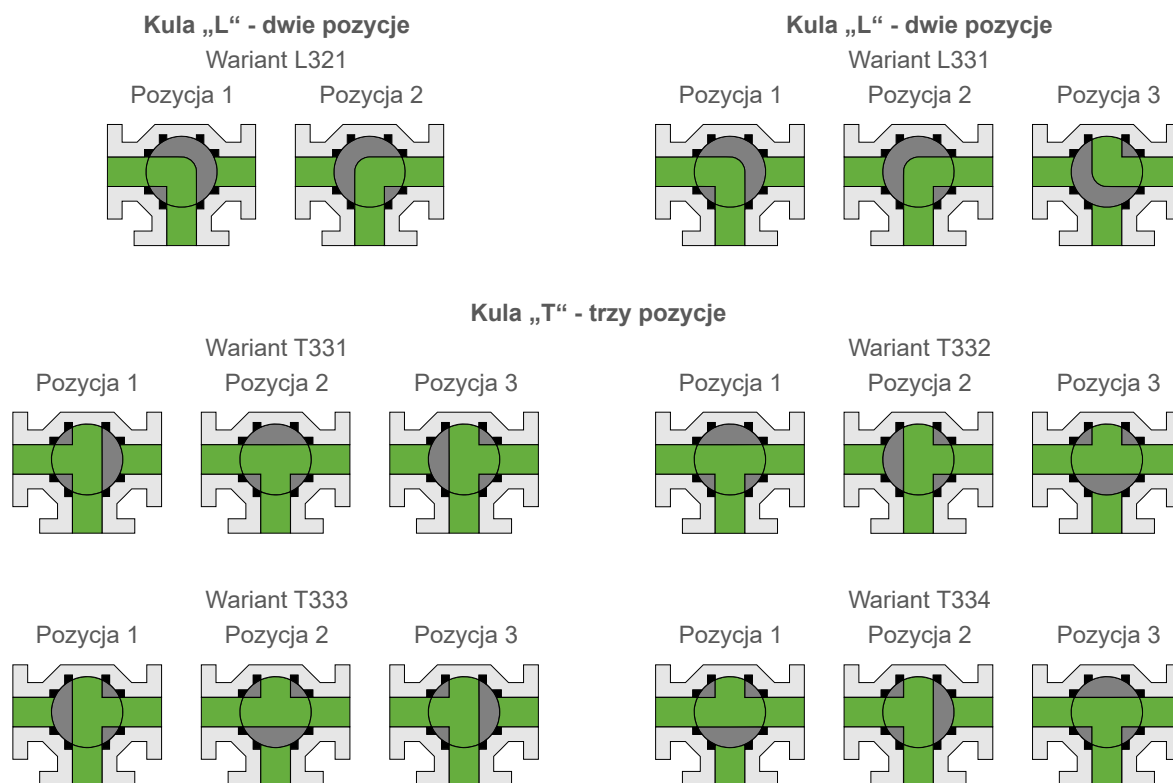 Kula „L“ - dwie pozycje
Wariant L321
Pozycja 1 Pozycja 2
Kula „L“ - dwie pozycje
Wariant L331
Pozycja 1 Pozycja 2 Pozycja 3
Kula „T“ - trzy pozycje
Wariant T331
Pozycja 1 Pozycja 2 Pozycja 3
Wariant T332
Pozycja 1 Pozycja 2 Pozycja 3
Wariant T333
Pozycja 1 Pozycja 2 Pozycja 3
Wariant T334
Pozycja 1 Pozycja 2 Pozycja 3